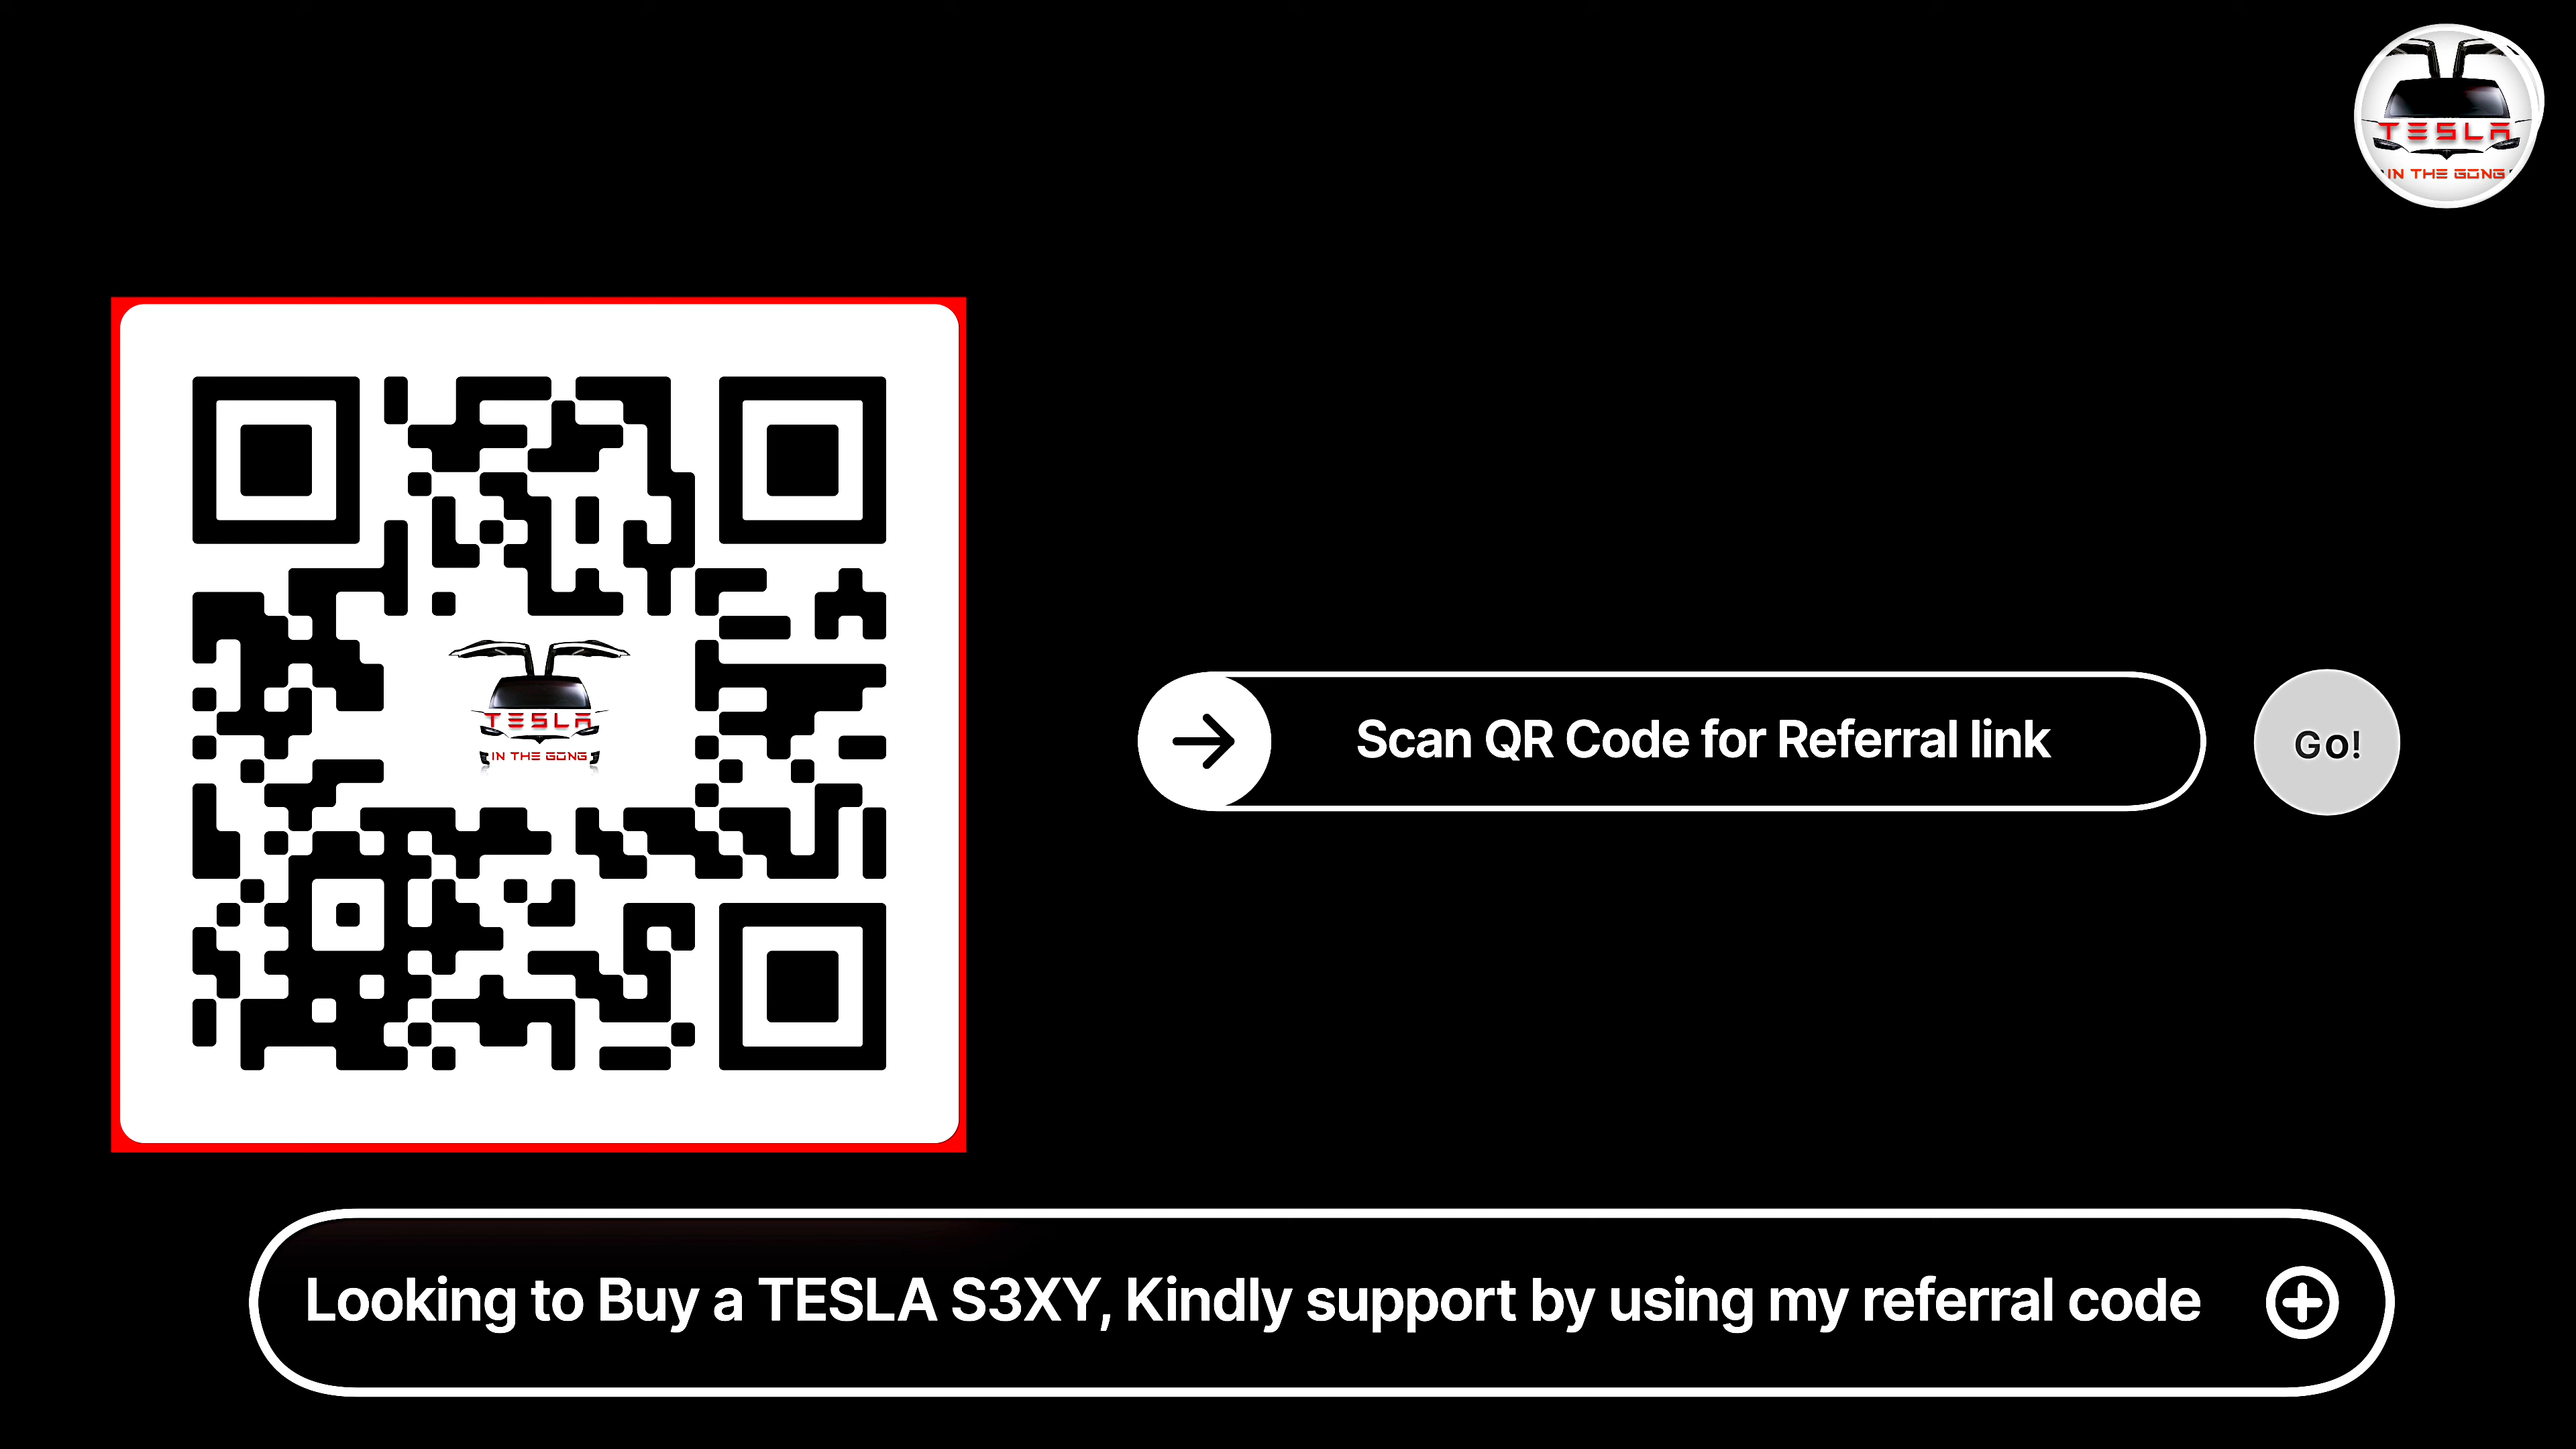 TESLA
IN THE GONG
TESLA
IN THE GONG
Scan QR Code for Referral link
Go!
Looking to Buy a TESLA S3XY, Kindly support by using my referral code